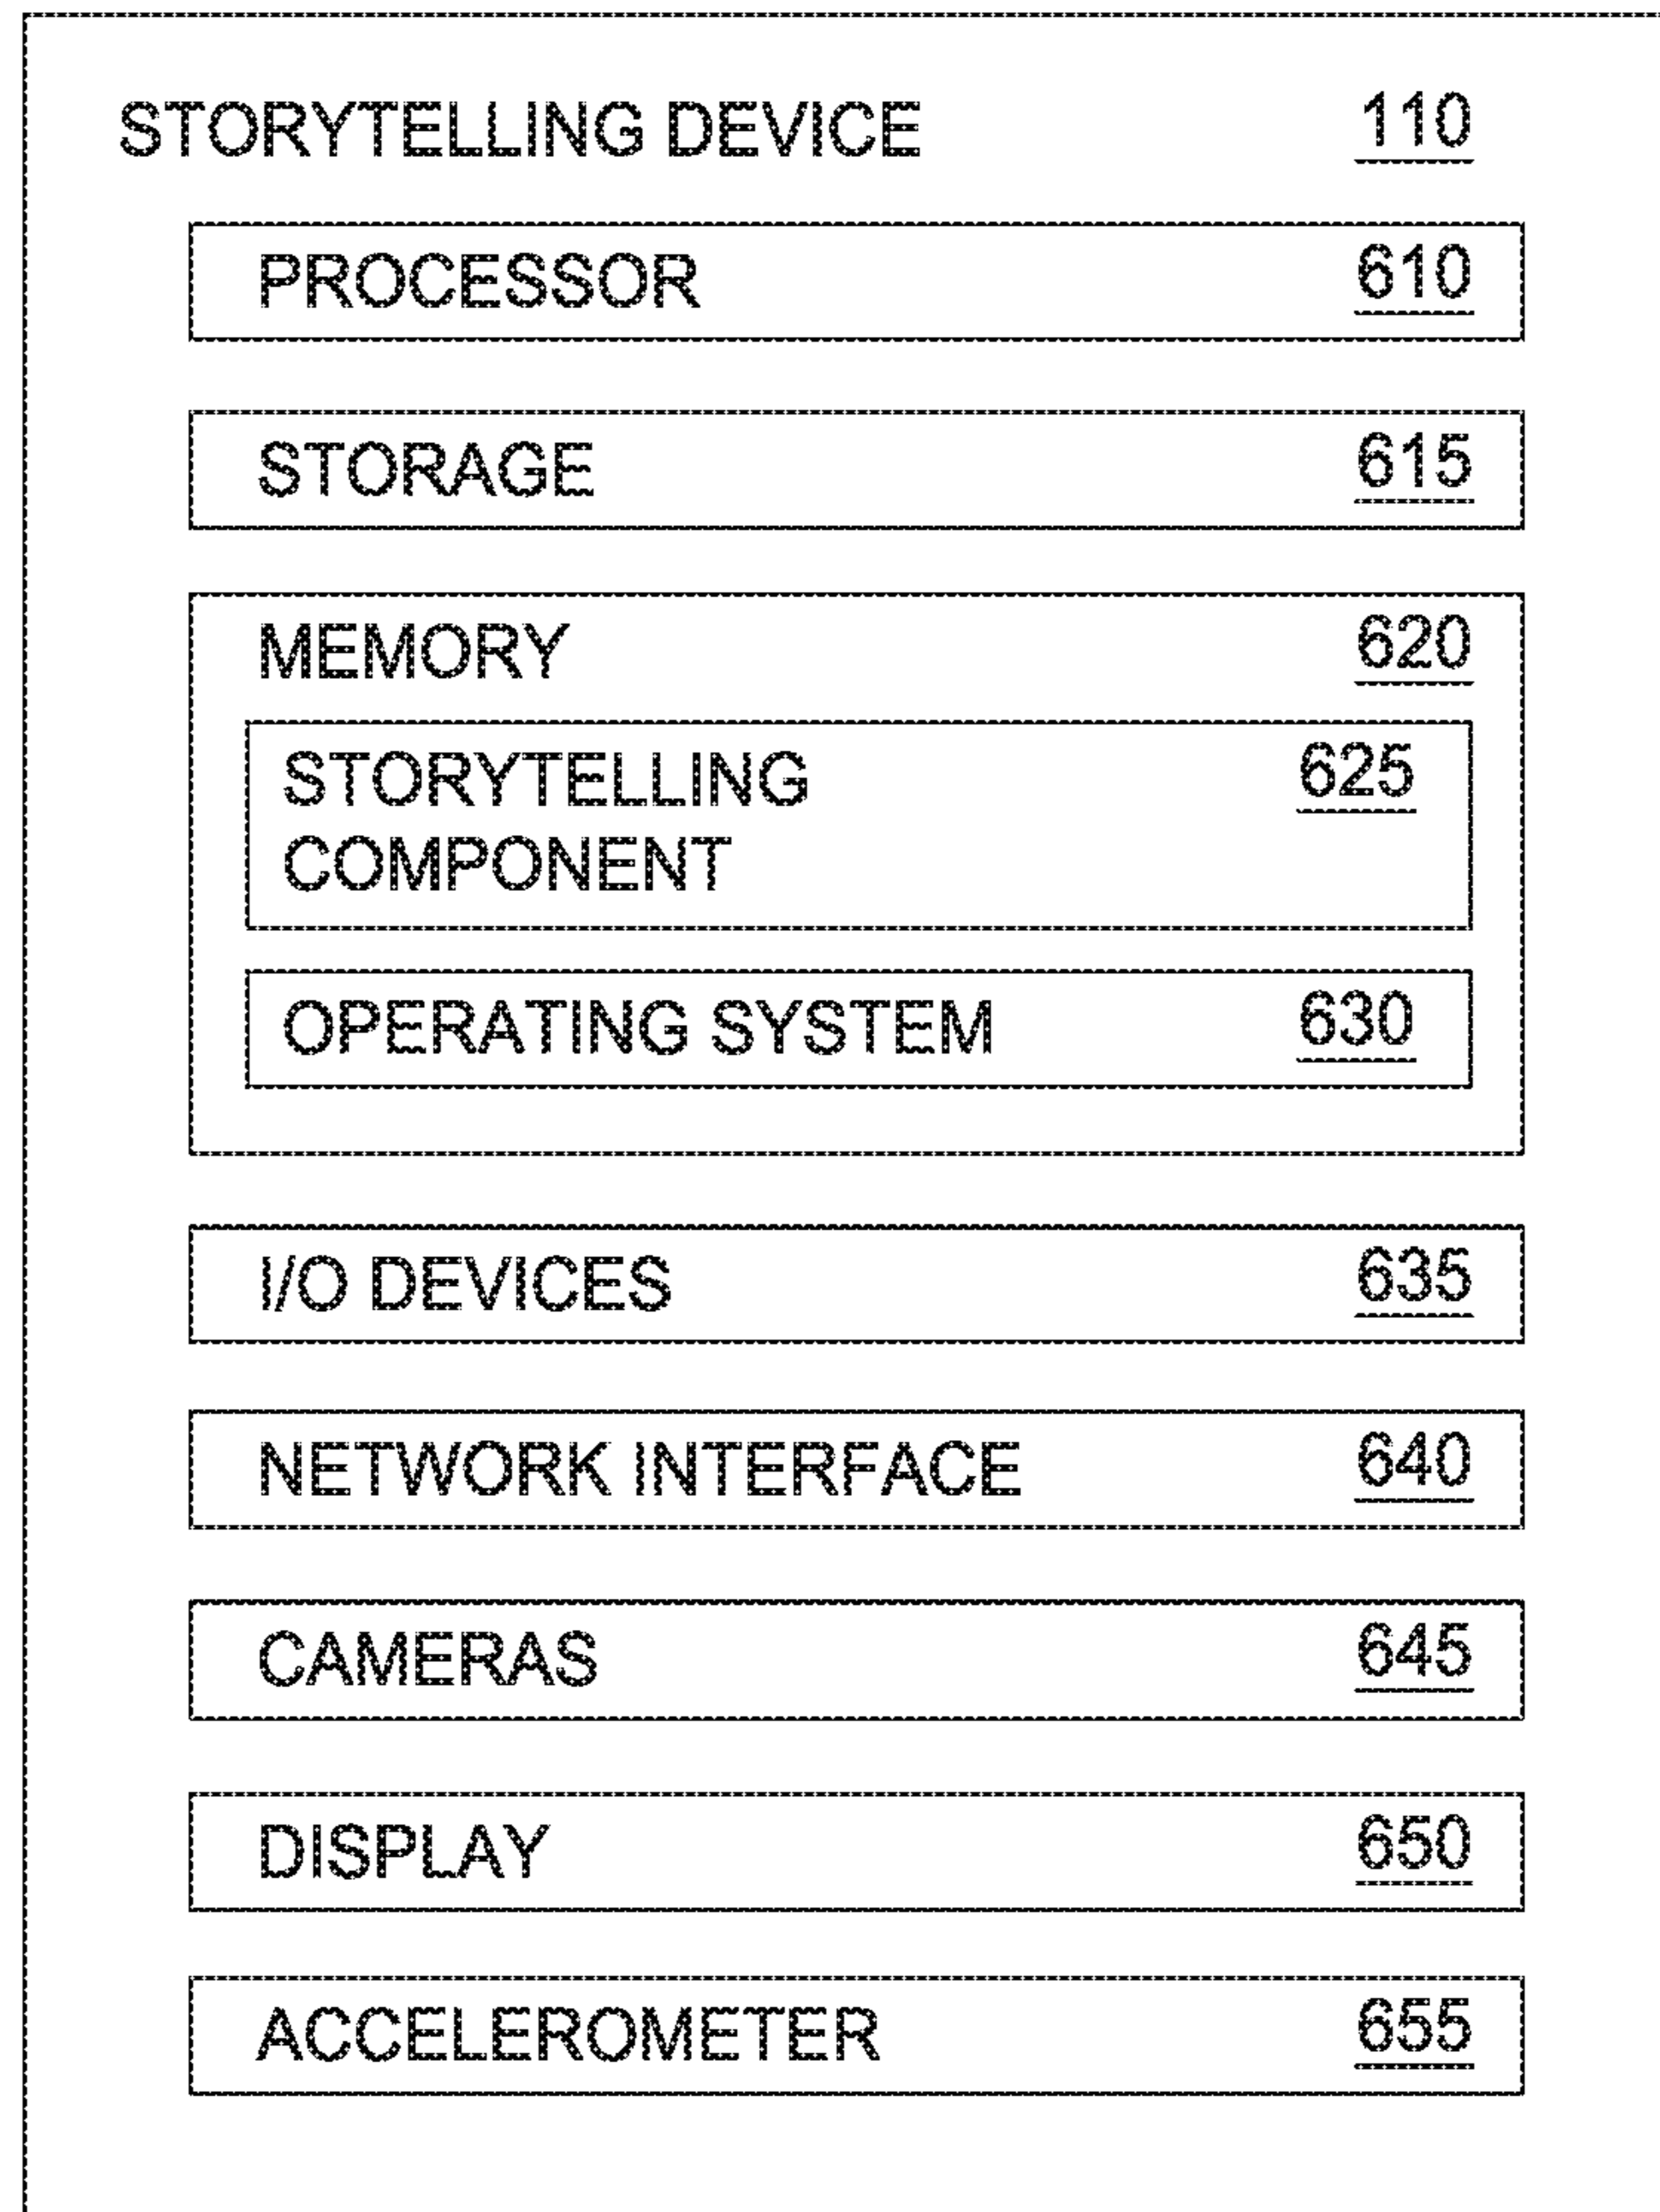 STORYTELLING DEVICE 110
PROCESSOR 610
STORAGE 615
MEMORY 620
STORYTELLING 625
COMPONENT
OPERATING SYSTEM 630
I/O DEVICES 635
NETWORK INTERFACE 640
CAMERAS 645
DISPLAY 650
ACCELEROMETER 655